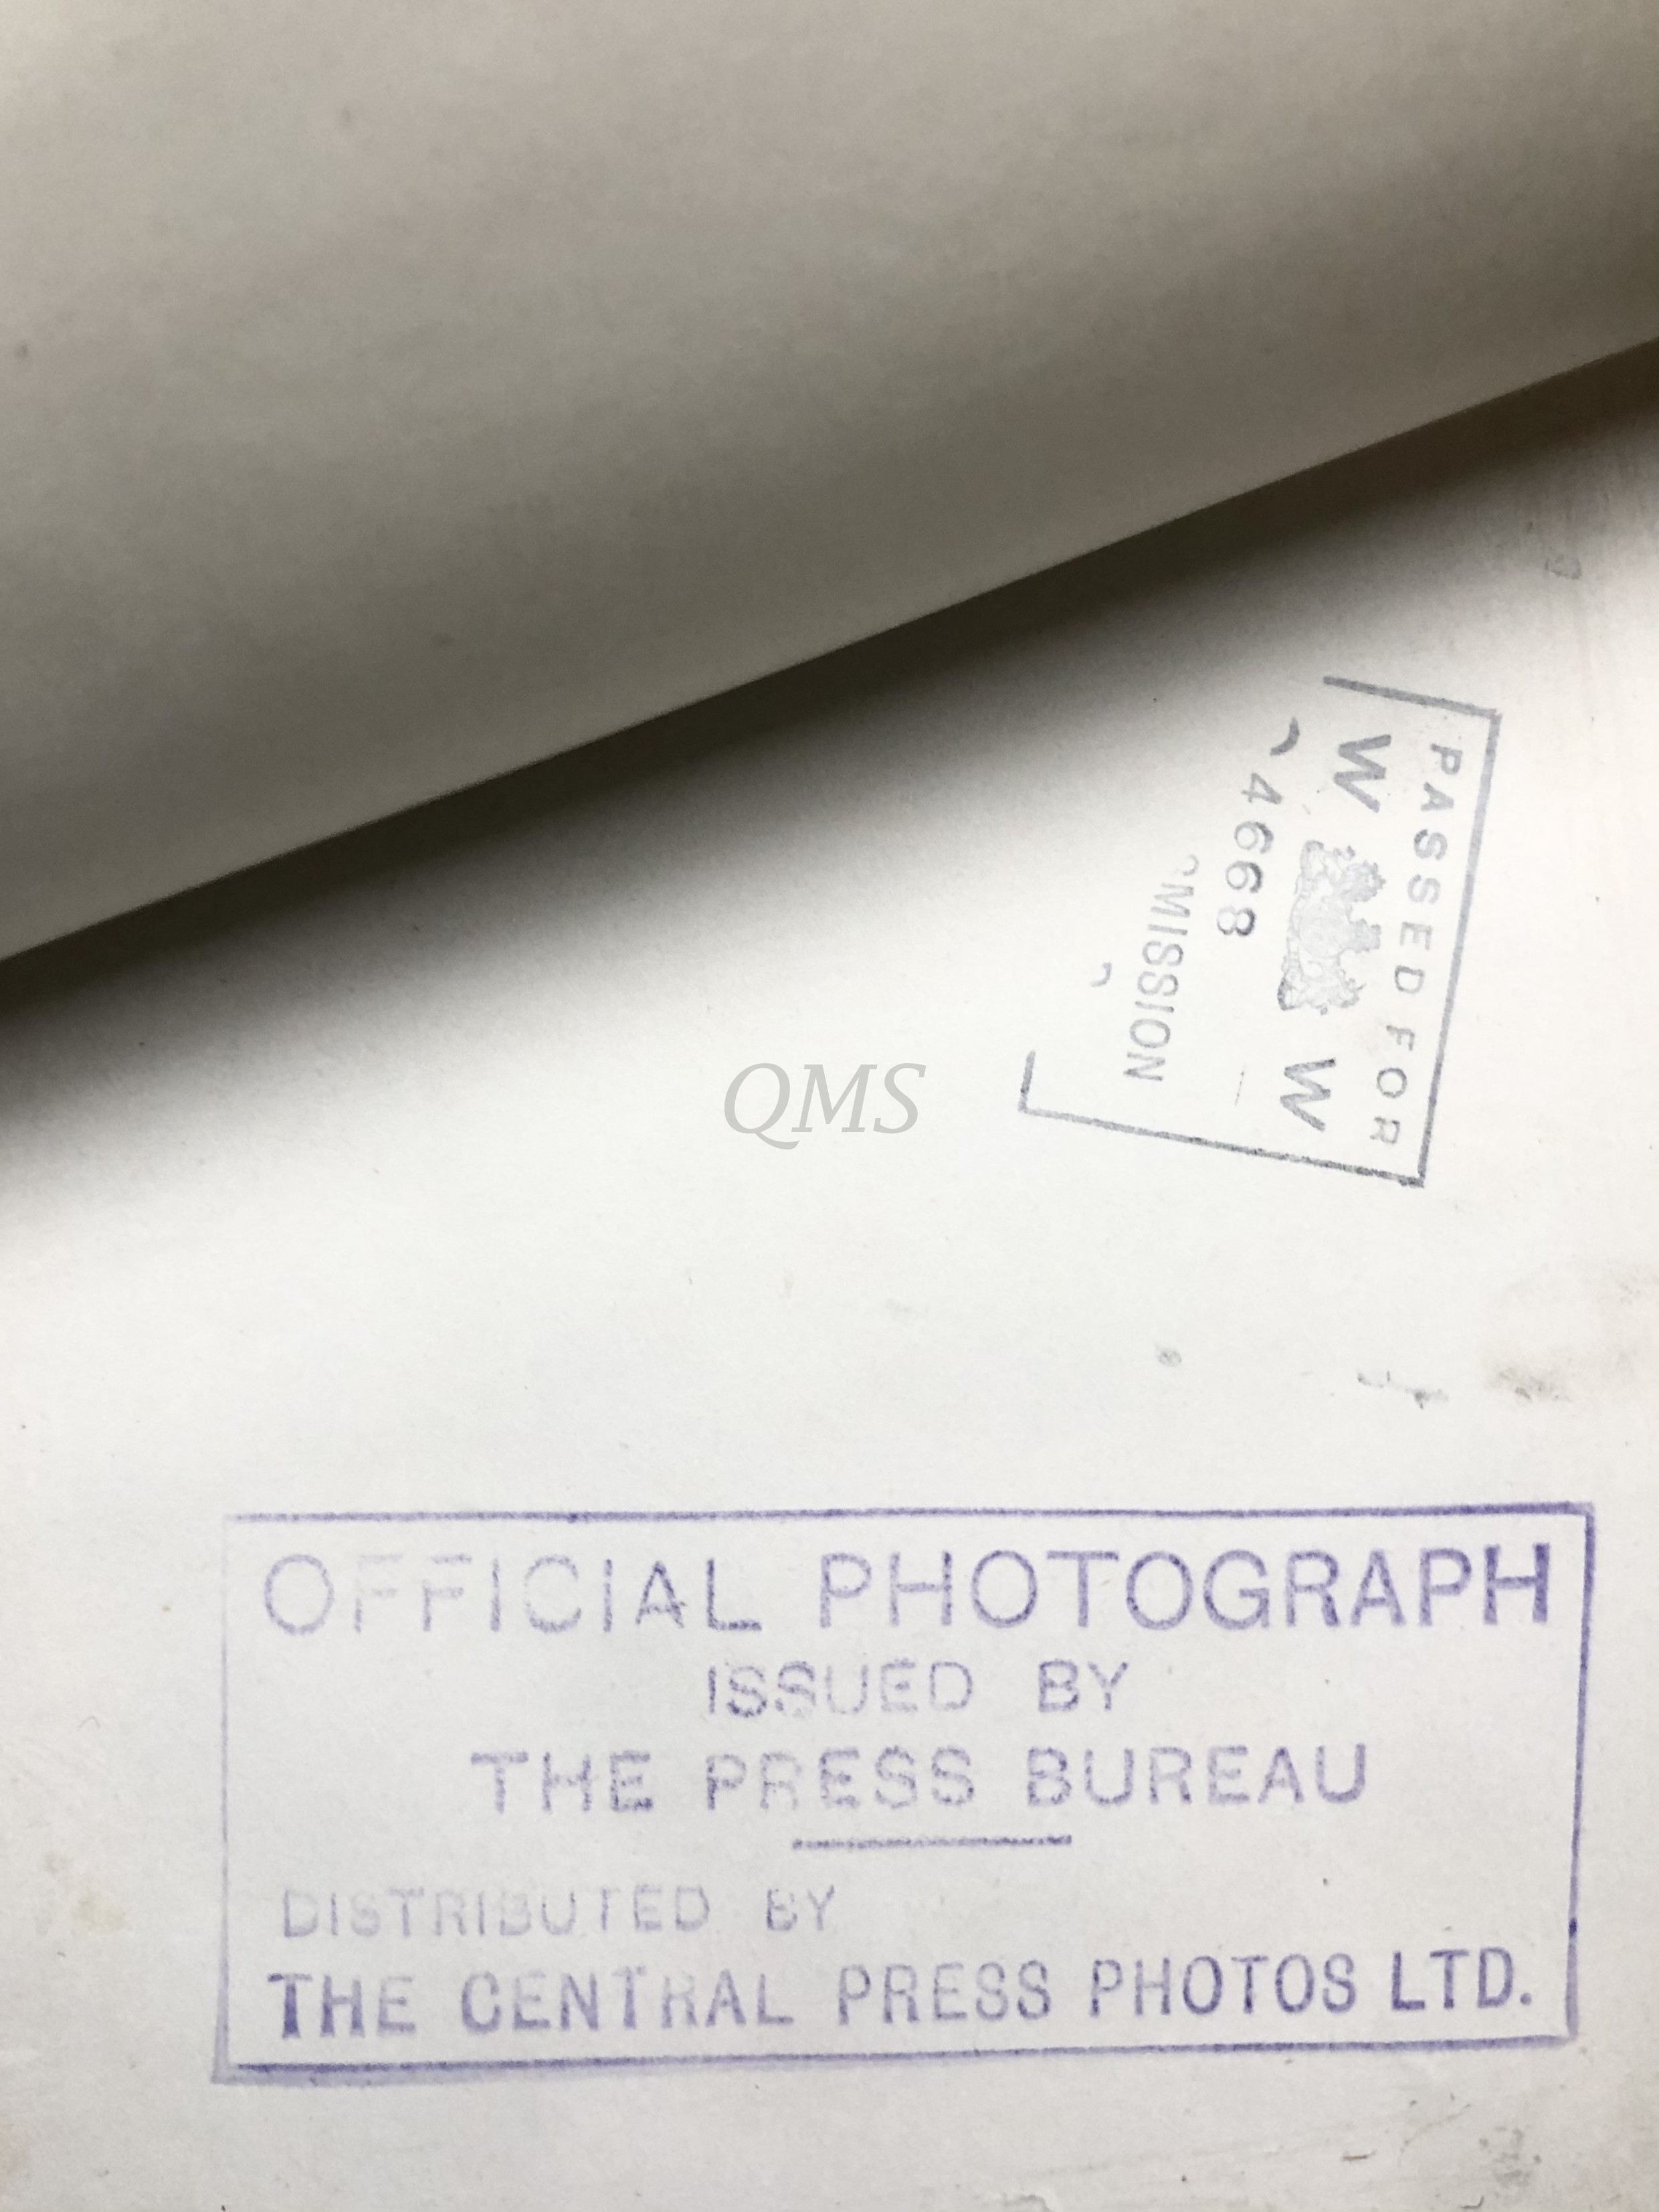 PASSED FOR
W W
4668
MISSION
QMS
OFFICIAL PHOTOGRAPH
ISSUED BY
THE PRESS BUREAU
DISTRIBUTED BY
THE CENTRAL PRESS PHOTOS LTD.